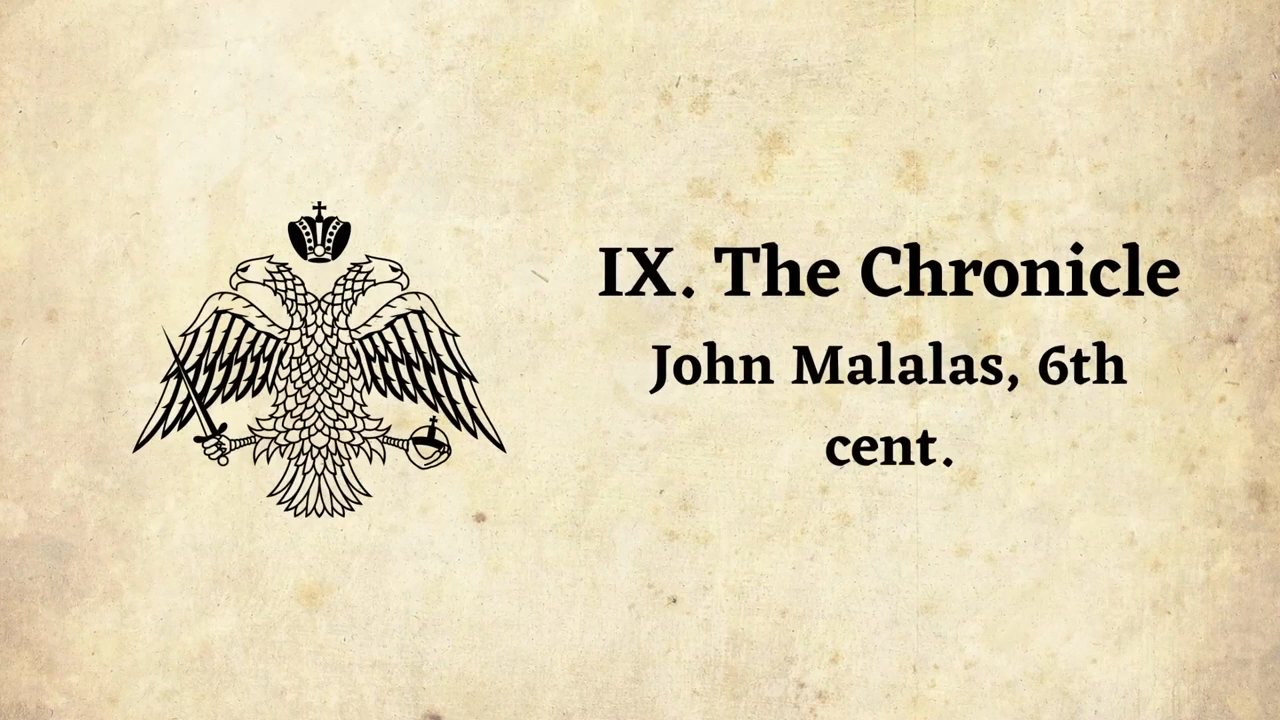 IX. The Chronicle
John Malalas, 6th
cent.